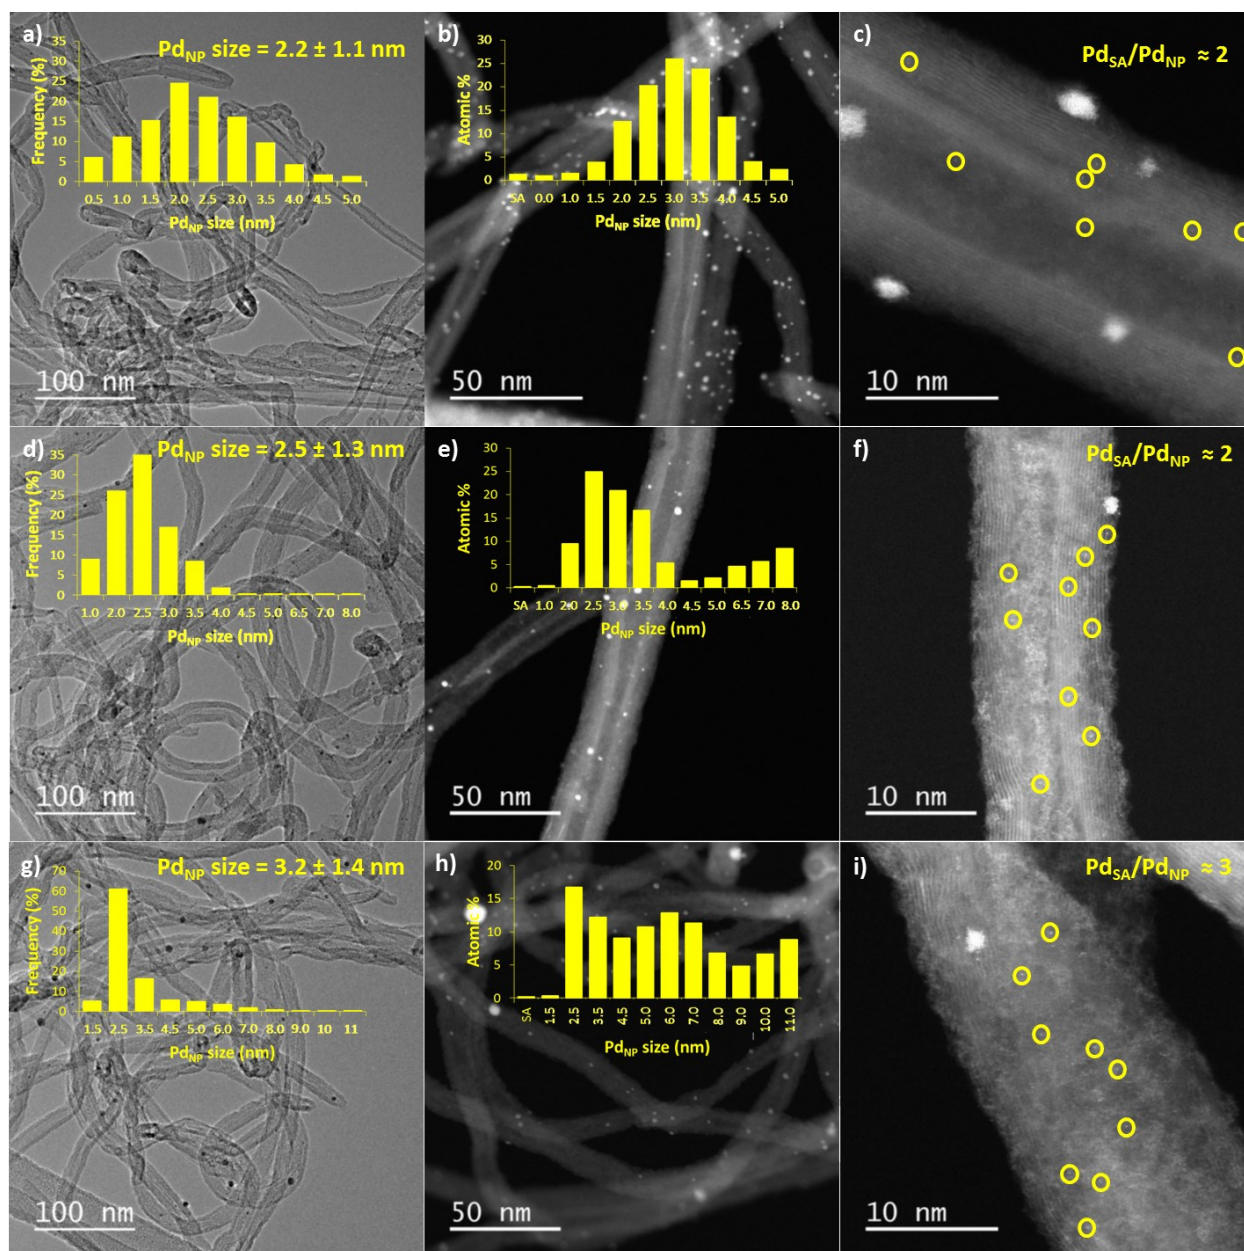 a)
Pd_NP size = 2.2 ± 1.1 nm
Frequency (%)
35
30
25
20
15
10
5
0
0.5 1.0 1.5 2.0 2.5 3.0 3.5 4.0 4.5 5.0
Pd_NP size (nm)
100 nm
b)
Atomic %
30
25
20
15
10
5
0
SA 0.0 1.0 1.5 2.0 2.5 3.0 3.5 4.0 4.5 5.0
Pd_NP size (nm)
50 nm
c)
Pd_SA/Pd_NP ≈ 2
10 nm
d)
Pd_NP size = 2.5 ± 1.3 nm
Frequency (%)
35
30
25
20
15
10
5
0
1.0 2.0 2.5 3.0 3.5 4.0 4.5 5.0 6.5 7.0 8.0
Pd_NP size (nm)
100 nm
e)
Atomic %
30
25
20
15
10
5
0
SA 1.0 2.0 2.5 3.0 3.5 4.0 4.5 5.0 6.5 7.0 8.0
Pd_NP size (nm)
50 nm
f)
Pd_SA/Pd_NP ≈ 2
10 nm
g)
Pd_NP size = 3.2 ± 1.4 nm
Frequency (%)
70
60
50
40
30
20
10
0
1.5 2.5 3.5 4.5 5.0 6.0 7.0 8.0 9.0 10 11
Pd_NP size (nm)
100 nm
h)
Atomic %
20
15
10
5
0
SA 1.5 2.5 3.5 4.5 5.0 6.0 7.0 8.0 9.0 10.0 11.0
Pd_NP size (nm)
50 nm
i)
Pd_SA/Pd_NP ≈ 3
10 nm